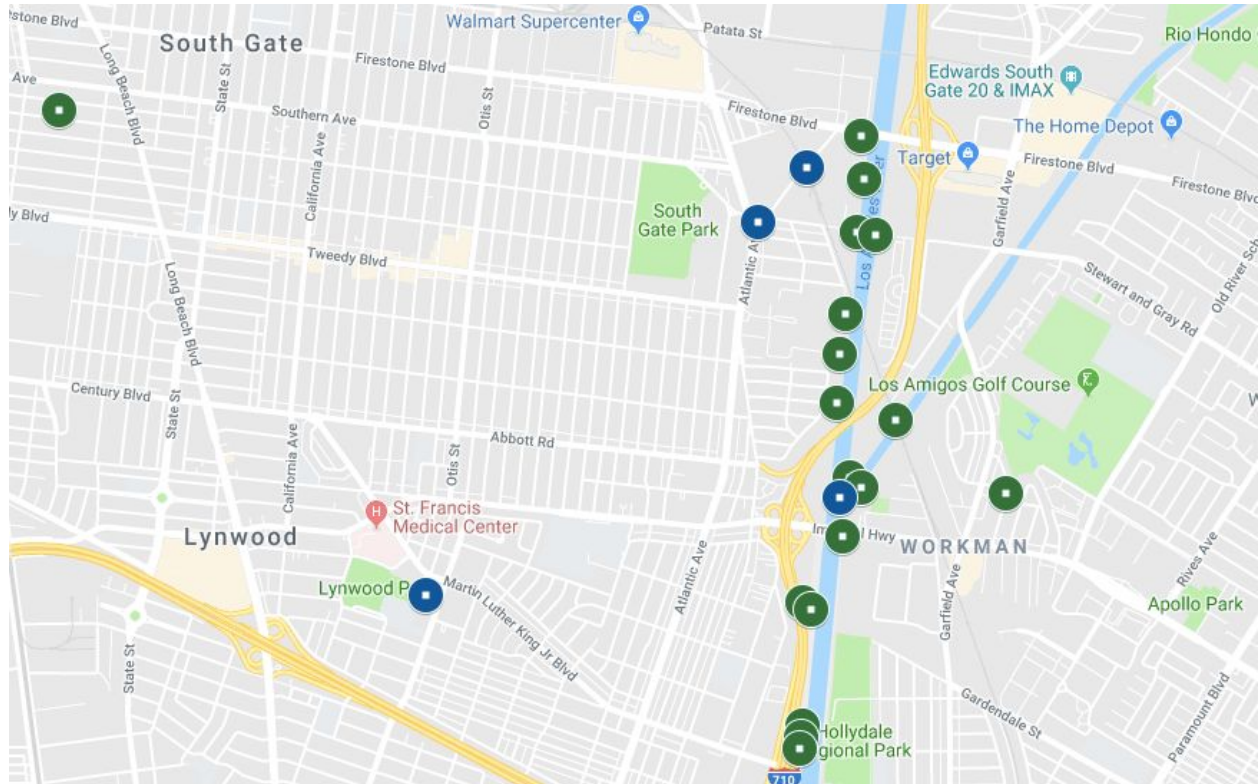 Walmart Supercenter
Patata St
Rio Hondo
South Gate
Long Beach Blvd
State St
Firestone Blvd
Otis St
Edwards South
Gate 20 & IMAX
Ave
Southern Ave
California Ave
Firestone Blvd
The Home Depot
Target
Firestone Blvd
Firestone Blvd
Garfield Ave
South
Gate Park
Tweedy Blvd
Atlantic
Los
Stewart and Gray Rd
Old River
Long Beach Blvd
Los Amigos Golf Course
Century Blvd
State St
California Ave
Otis St
Abbott Rd
St. Francis
Medical Center
Lynwood
Hwy
WORKMAN
Atlantic Ave
Rives Ave
Lynwood
Martin Luther King Jr Blvd
Garfield Ave
Apollo Park
State St
Gardendale St
Paramount Blvd
Hollydale
Park
710